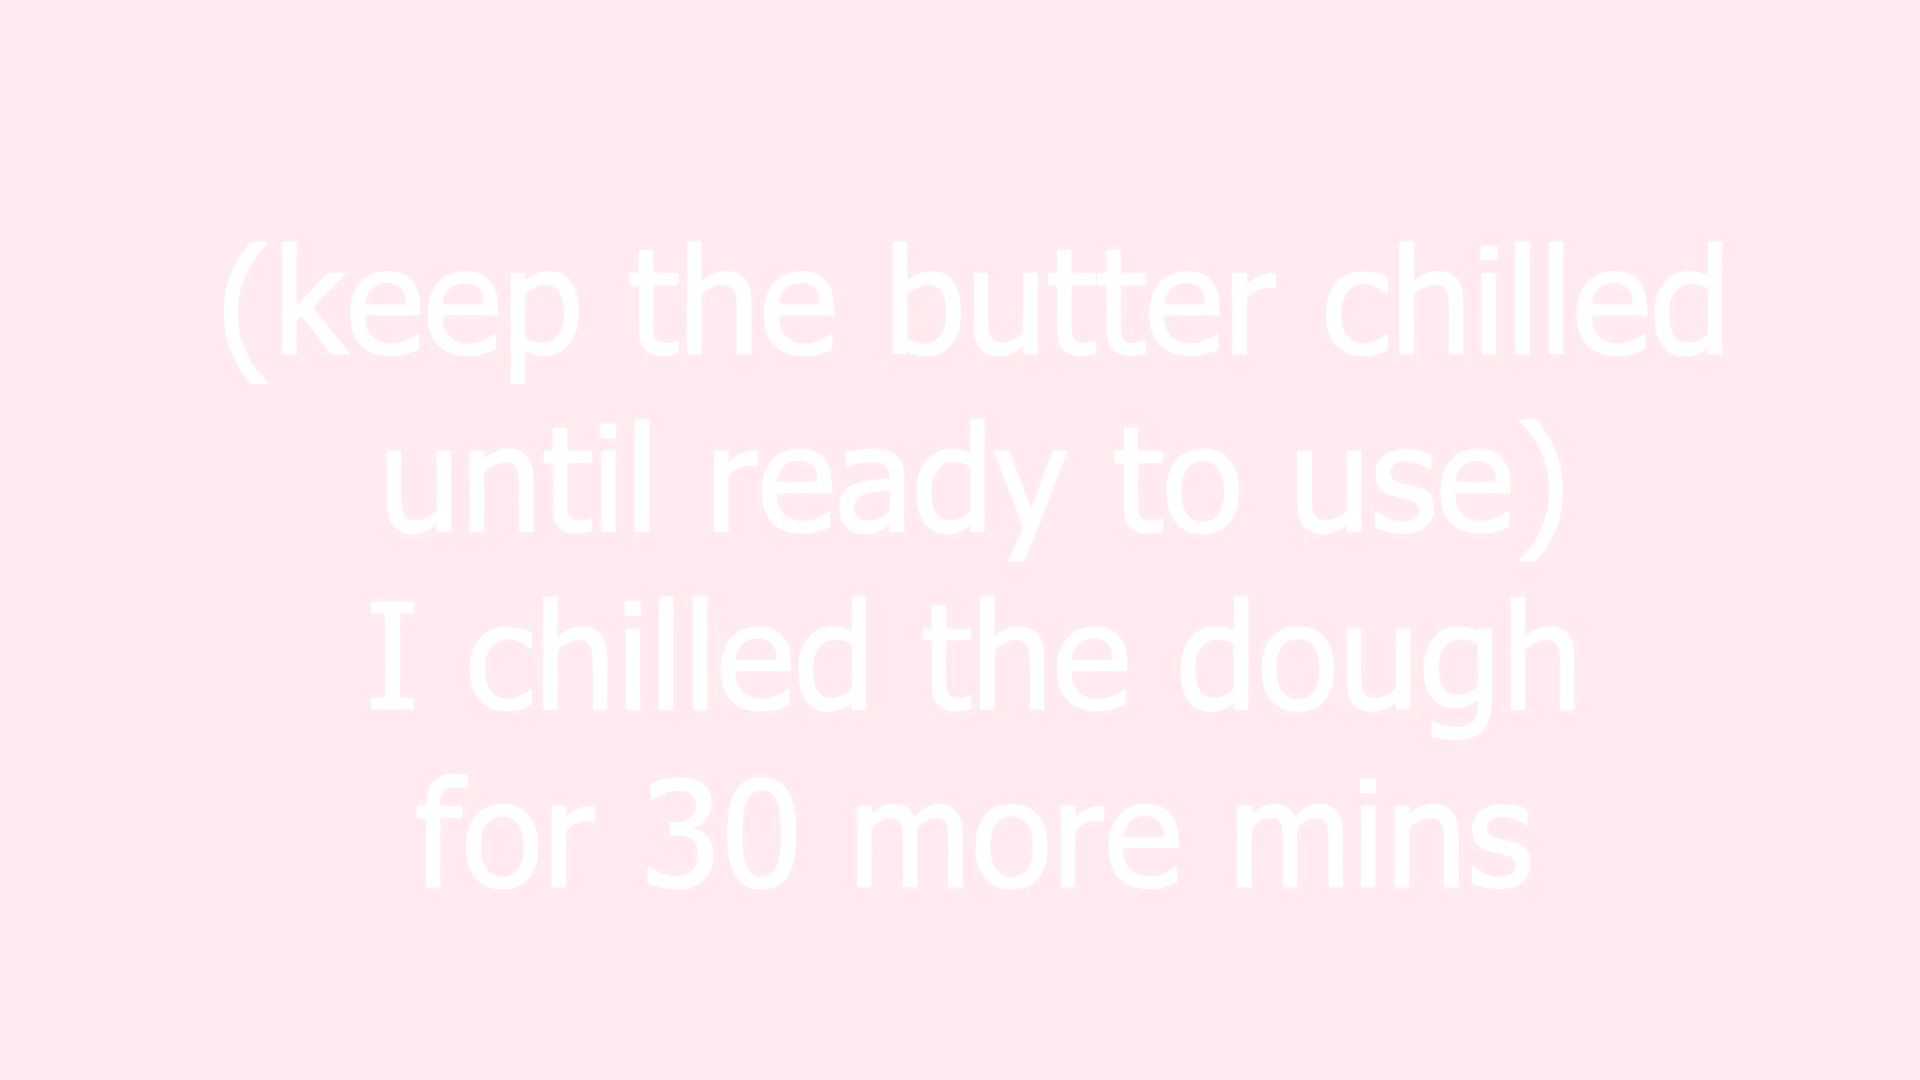 (keep the butter chilled
until ready to use)
I chilled the dough
for 30 more mins